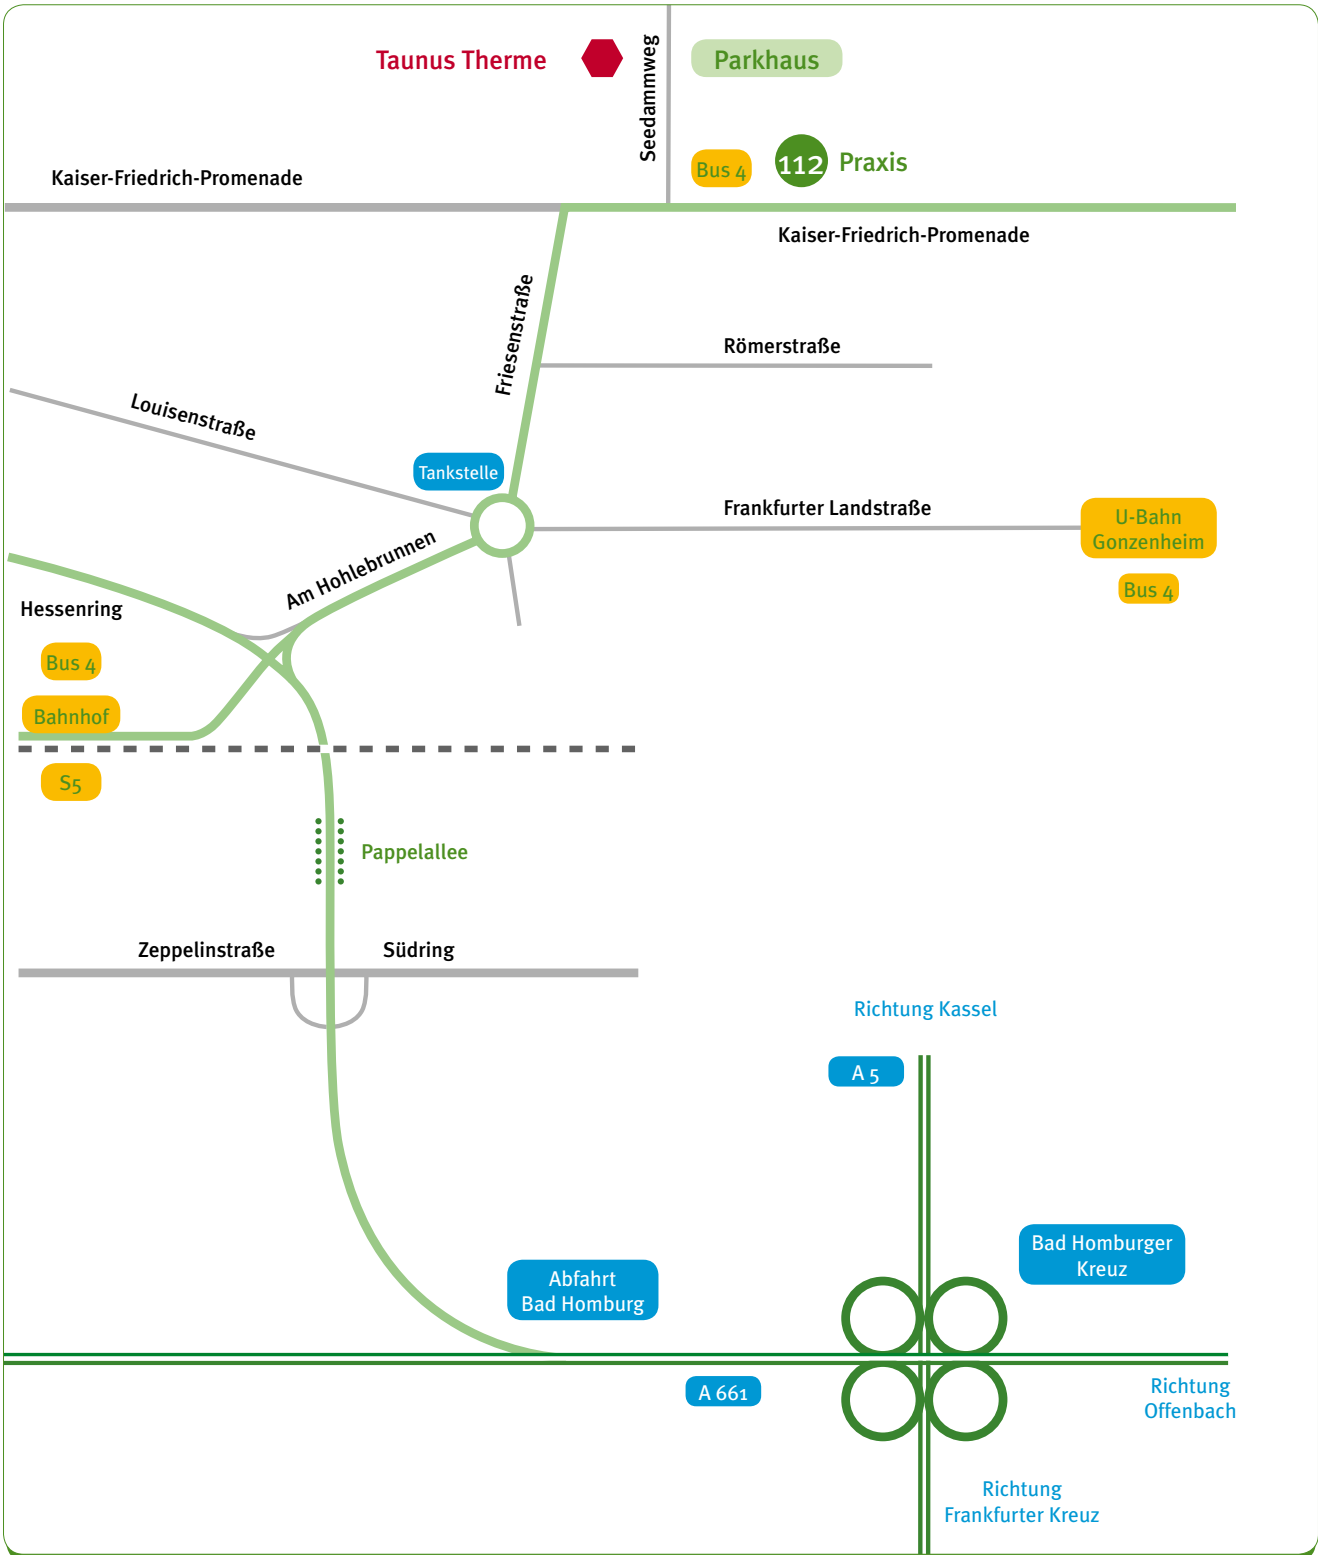 Taunus Therme
Seedammweg
Parkhaus
Bus 4
112
Praxis
Kaiser-Friedrich-Promenade
Kaiser-Friedrich-Promenade
Friesenstraße
Römerstraße
Louisenstraße
Tankstelle
Frankfurter Landstraße
U-Bahn
Gonzenheim
Bus 4
Am Hohlebrunnen
Hessenring
Bus 4
Bahnhof
S5
Pappelallee
Zeppelinstraße
Südring
Richtung Kassel
A 5
Bad Homburger
Kreuz
Abfahrt
Bad Homburg
A 661
Richtung
Offenbach
Richtung
Frankfurter Kreuz